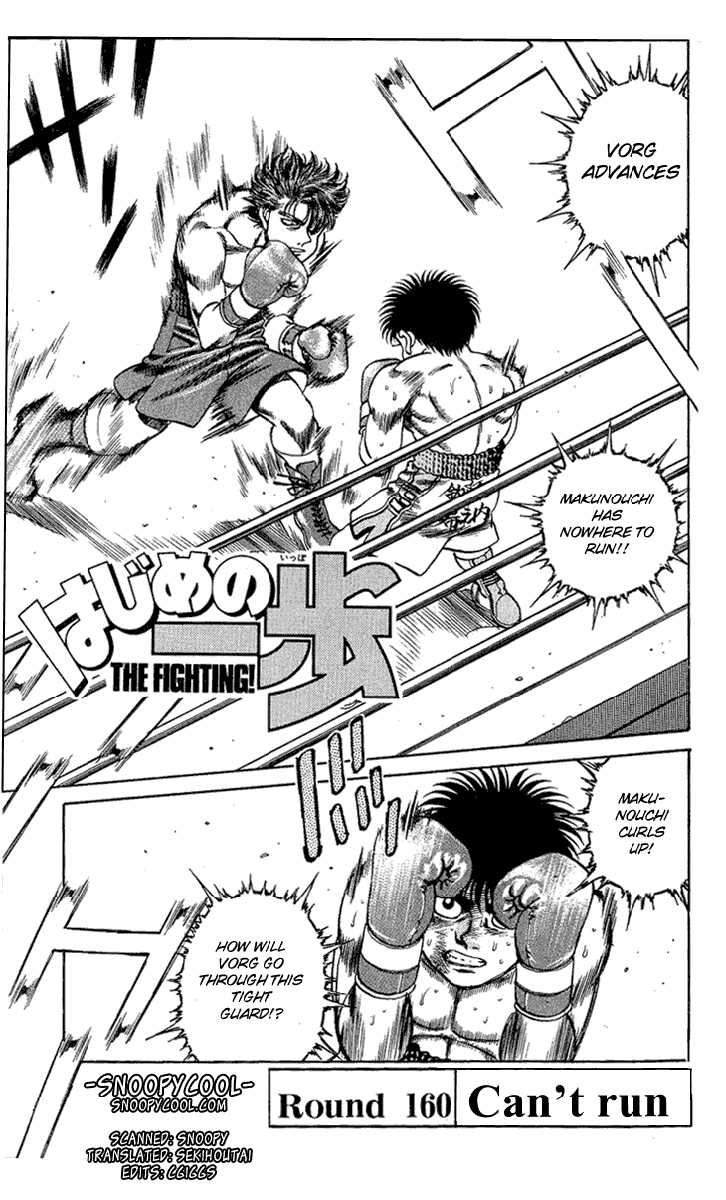 VORG
ADVANCES
MAKUNOUCHI
HAS
NOWHERE TO
RUN!!
いっぽ
はじめの一歩
THE FIGHTING!
MAKU-
NOUCHI
CURLS
UP!
HOW WILL
VORG GO
THROUGH THIS
TIGHT
GUARD!?
-SNOOPYCOOL-
SNOOPYCOOL.COM
SCANNED: SNOOPY
TRANSLATED: SEKIHOUTAI
EDITS: CGIGGS
Round 160
Can't run